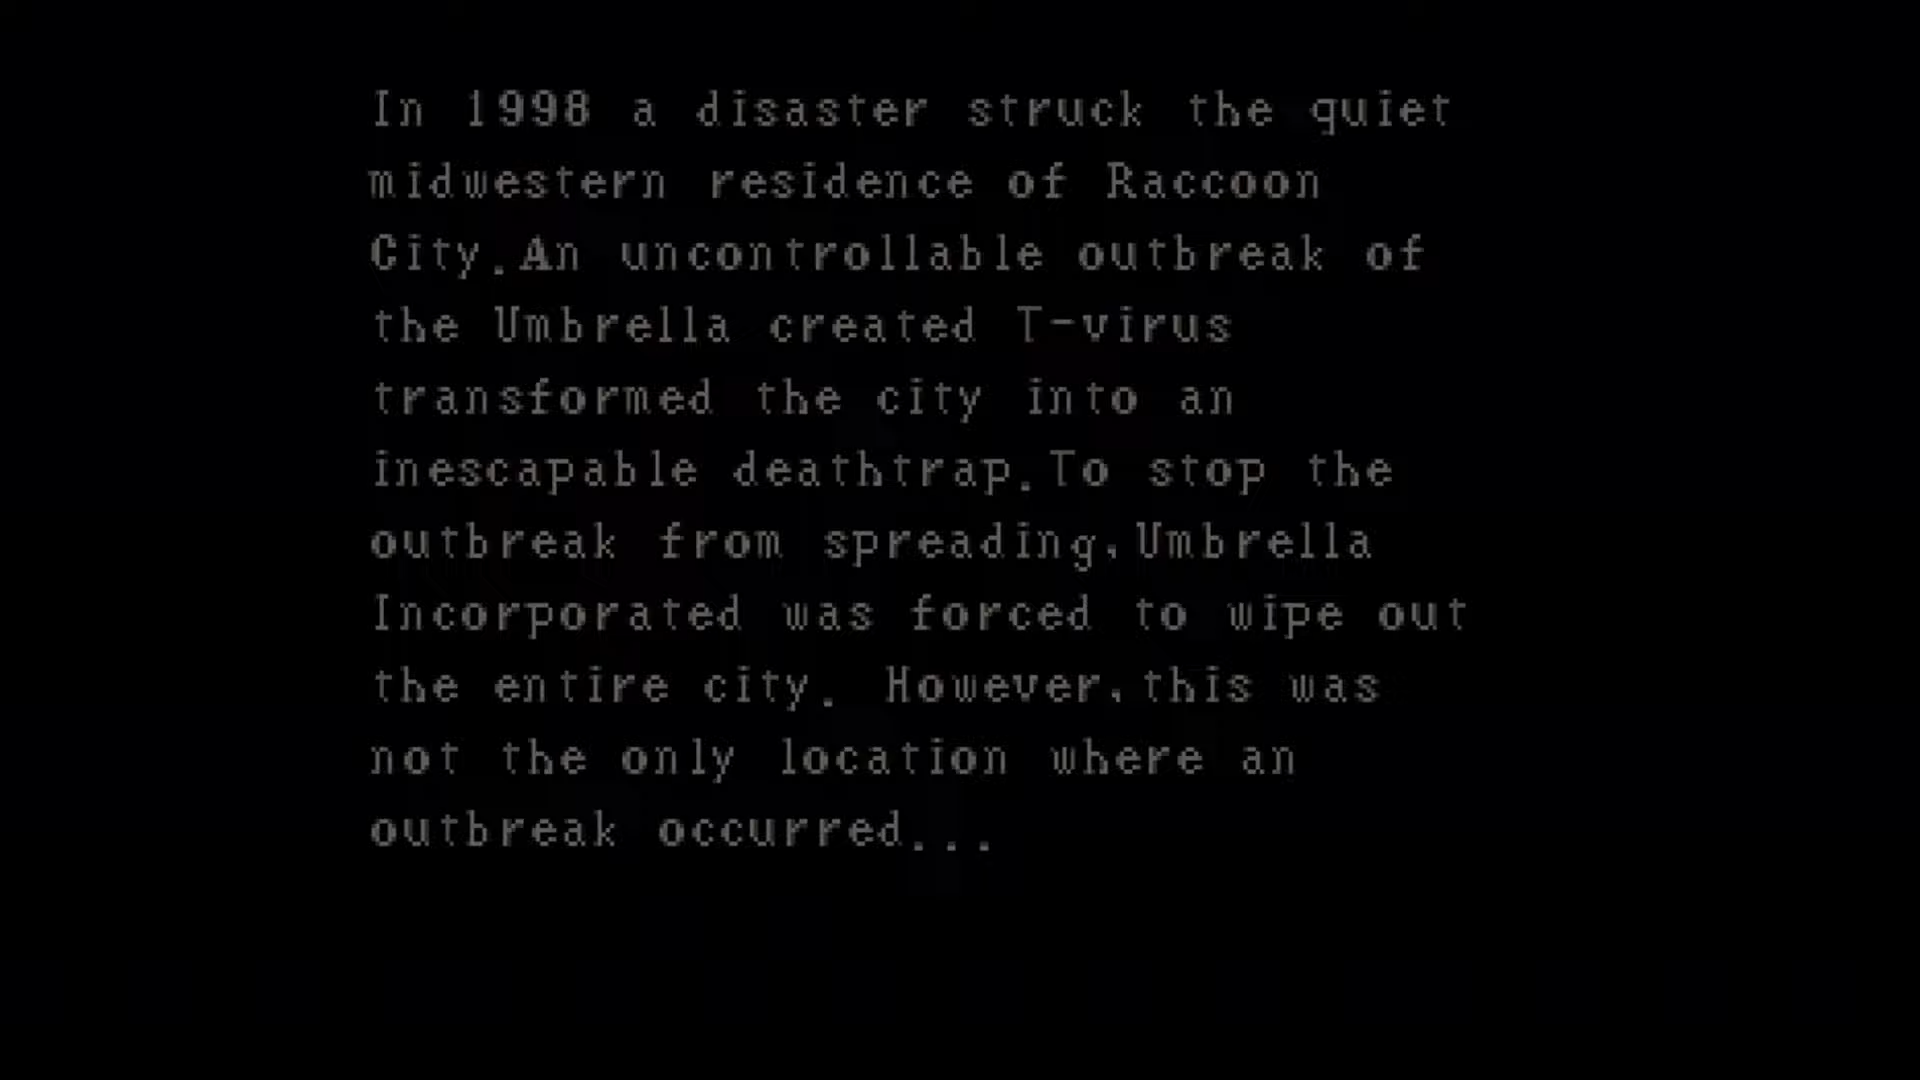 In 1998 a disaster struck the quiet
midwestern residence of Raccoon
City.An uncontrollable outbreak of
the Umbrella created T-virus
transformed the city into an
inescapable deathtrap.To stop the
outbreak from spreading,Umbrella
Incorporated was forced to wipe out
the entire city. However,this was
not the only location where an
outbreak occurred...